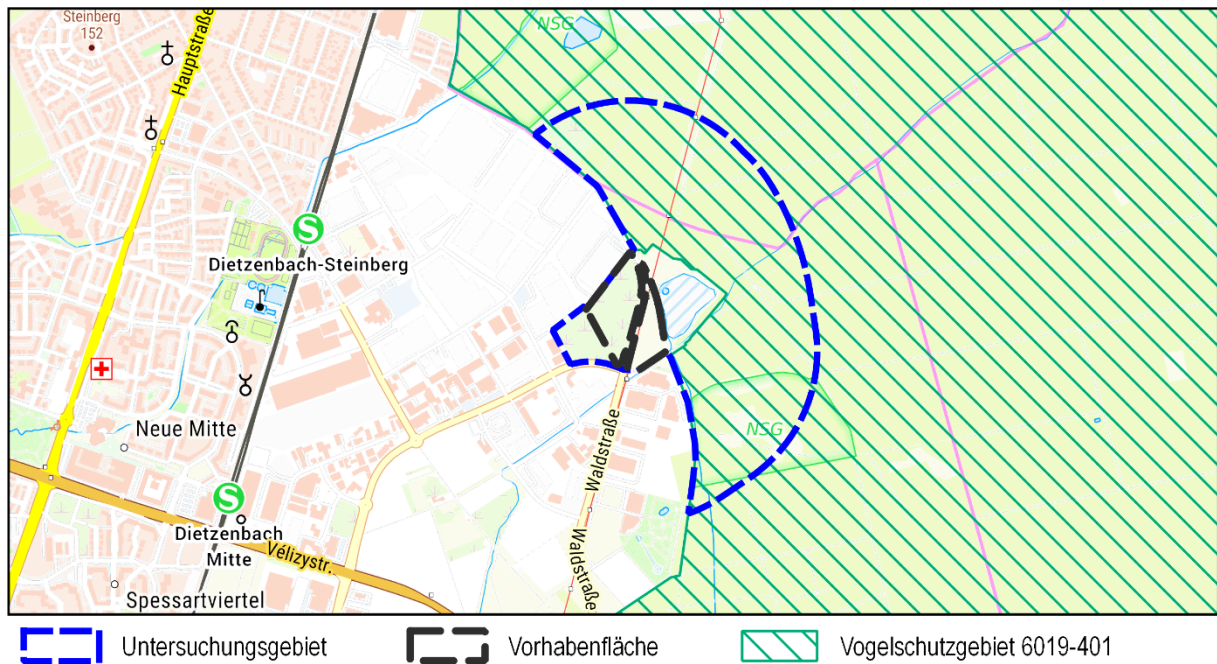 Steinberg
152
Hauptstraße
NSG
S
Dietzenbach-Steinberg
Neue Mitte
NSG
Waldstraße
S
Dietzenbach
Mitte
Vélizystr.
Waldstraße
Spessartviertel
Untersuchungsgebiet
Vorhabenfläche
Vogelschutzgebiet 6019-401